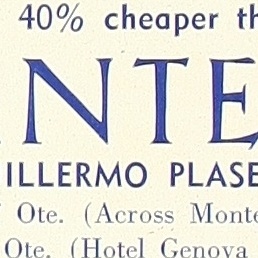 40% cheaper th
NTE
ILLERMO PLASE
Ote. (Across Monte
Ote. (Hotel Genova